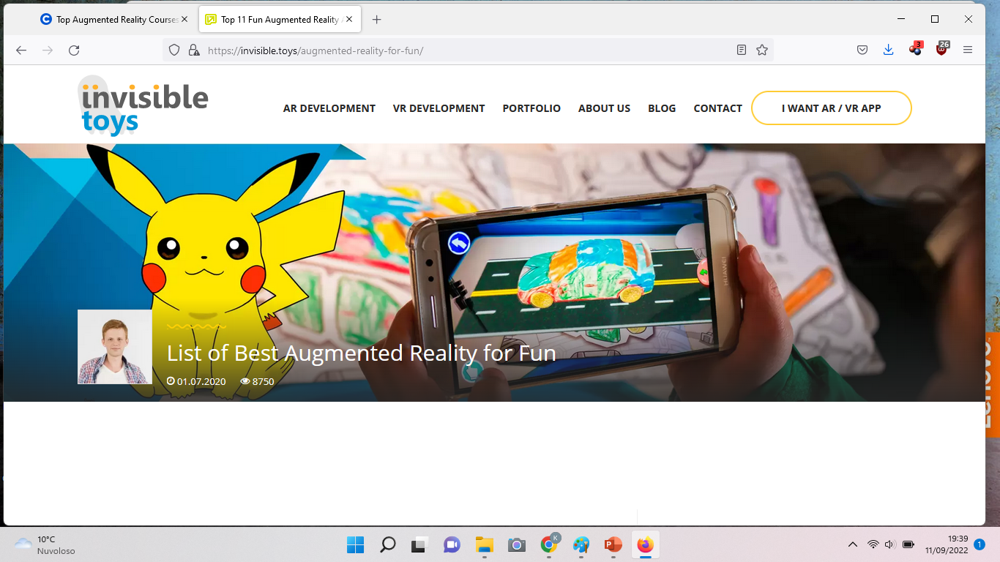 Top Augmented Reality Courses
Top 11 Fun Augmented Reality
https://invisible.toys/augmented-reality-for-fun/
3
26
invisible
toys
AR DEVELOPMENT
VR DEVELOPMENT
PORTFOLIO
ABOUT US
BLOG
CONTACT
I WANT AR / VR APP
HUAWEI
List of Best Augmented Reality for Fun
01.07.2020
8750
Lenovo
10°C
Nuvoloso
K
19:39
11/09/2022
1